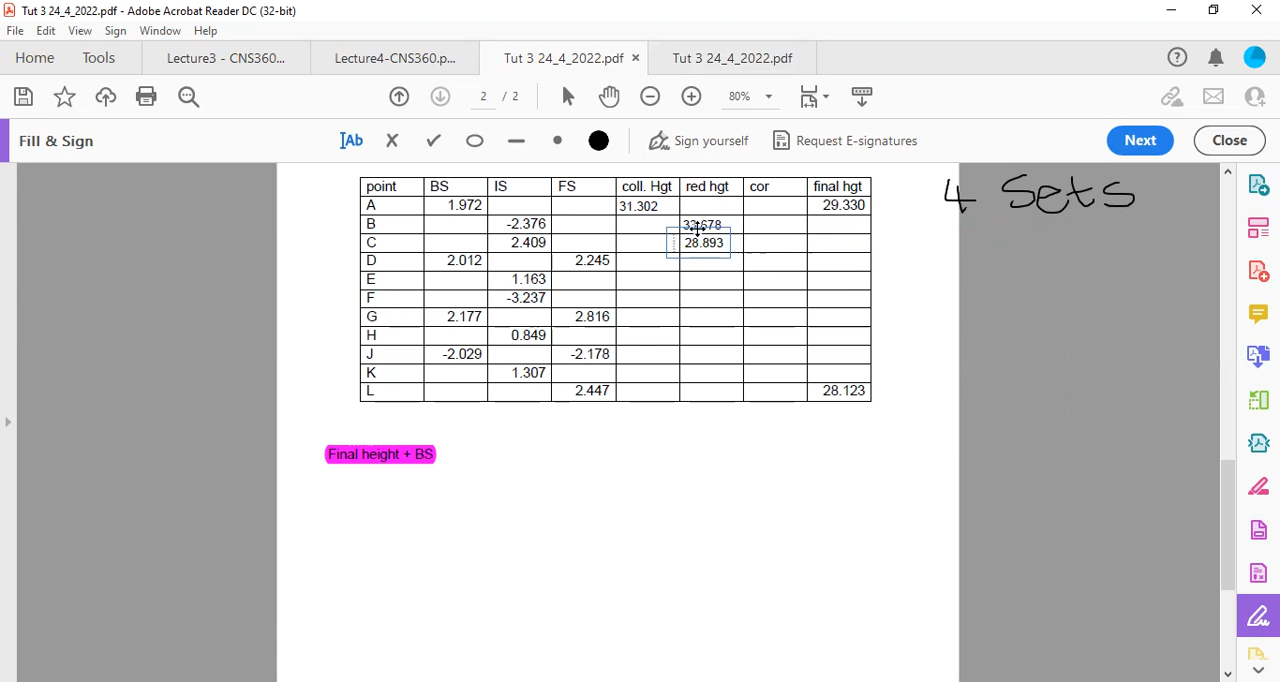 Tut 3 24_4_2022.pdf - Adobe Acrobat Reader DC (32-bit)
File Edit View Sign Window Help
Home Tools Lecture3 - CNS360... Lecture4-CNS360.p... Tut 3 24_4_2022.pdf × Tut 3 24_4_2022.pdf
2 / 2 80%
Fill & Sign Ab Sign yourself Request E-signatures Next Close
4 Sets
point BS IS FS coll. Hgt red hgt cor final hgt
A 1.972 31.302 29.330
B -2.376 33.678
C 2.409 28.893
D 2.012 2.245
E 1.163
F -3.237
G 2.177 2.816
H 0.849
J -2.029 -2.178
K 1.307
L 2.447 28.123
Final height + BS